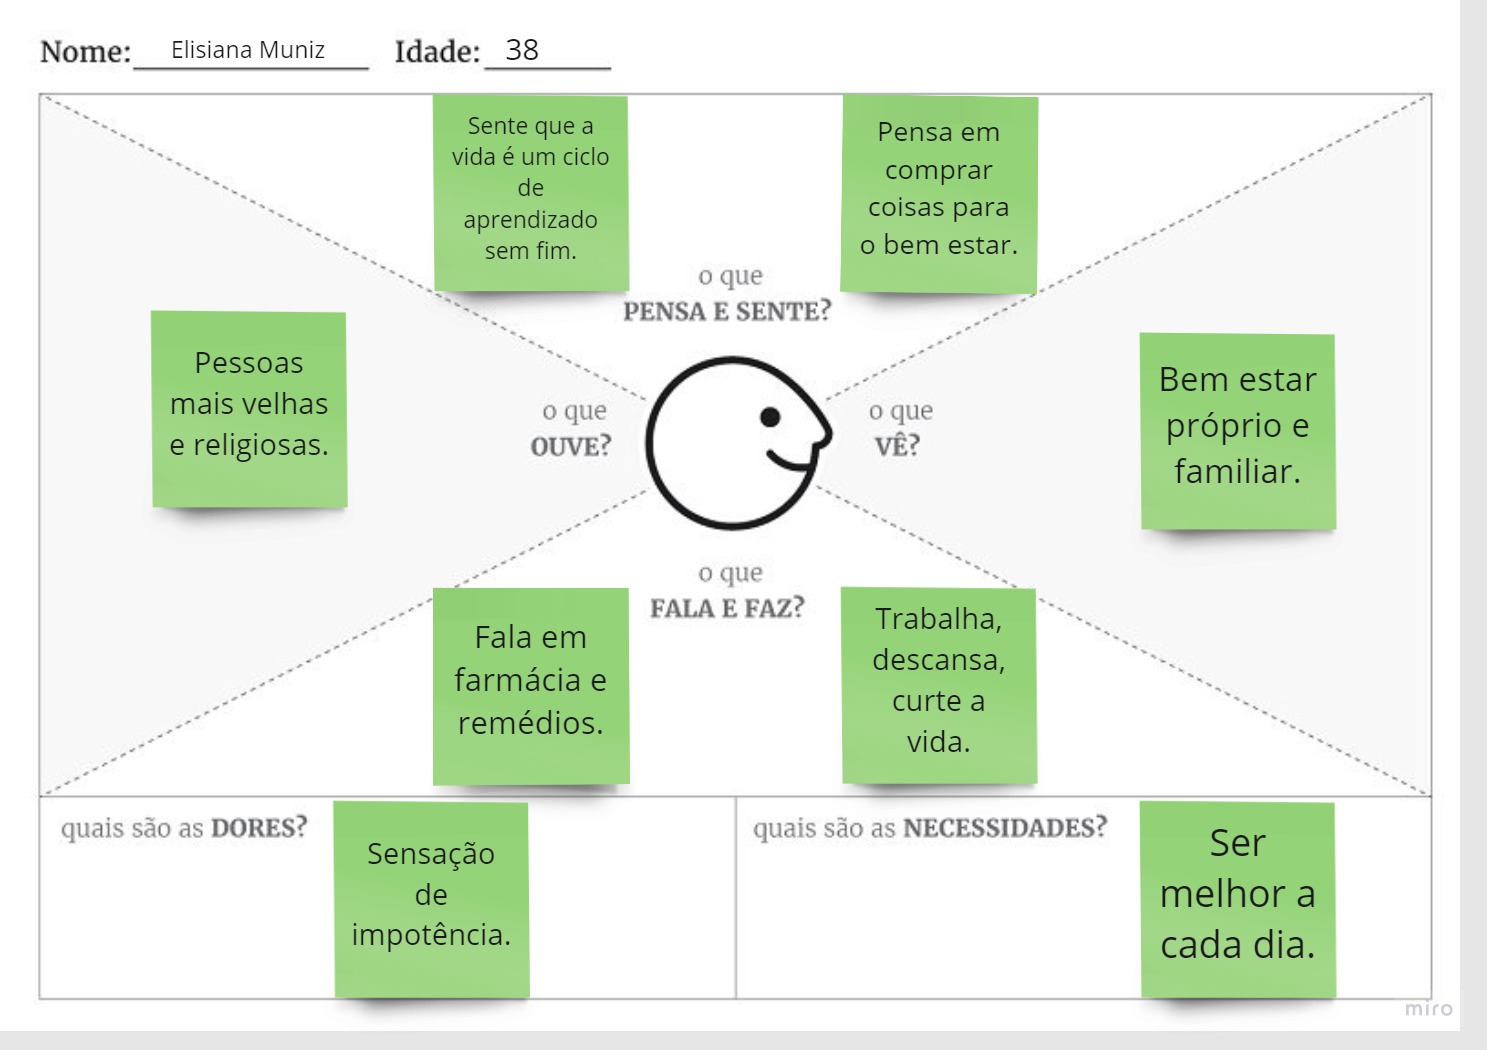 Nome: Elisiana Muniz Idade: 38
Sente que a
vida é um ciclo
de
aprendizado
sem fim.
Pensa em
comprar
coisas para
o bem estar.
o que
PENSA E SENTE?
Pessoas
mais velhas
e religiosas.
o que
OUVE?
o que
VÊ?
Bem estar
próprio e
familiar.
o que
FALA E FAZ?
Fala em
farmácia e
remédios.
Trabalha,
descansa,
curte a
vida.
quais são as DORES?
Sensação
de
impotência.
quais são as NECESSIDADES?
Ser
melhor a
cada dia.
miro